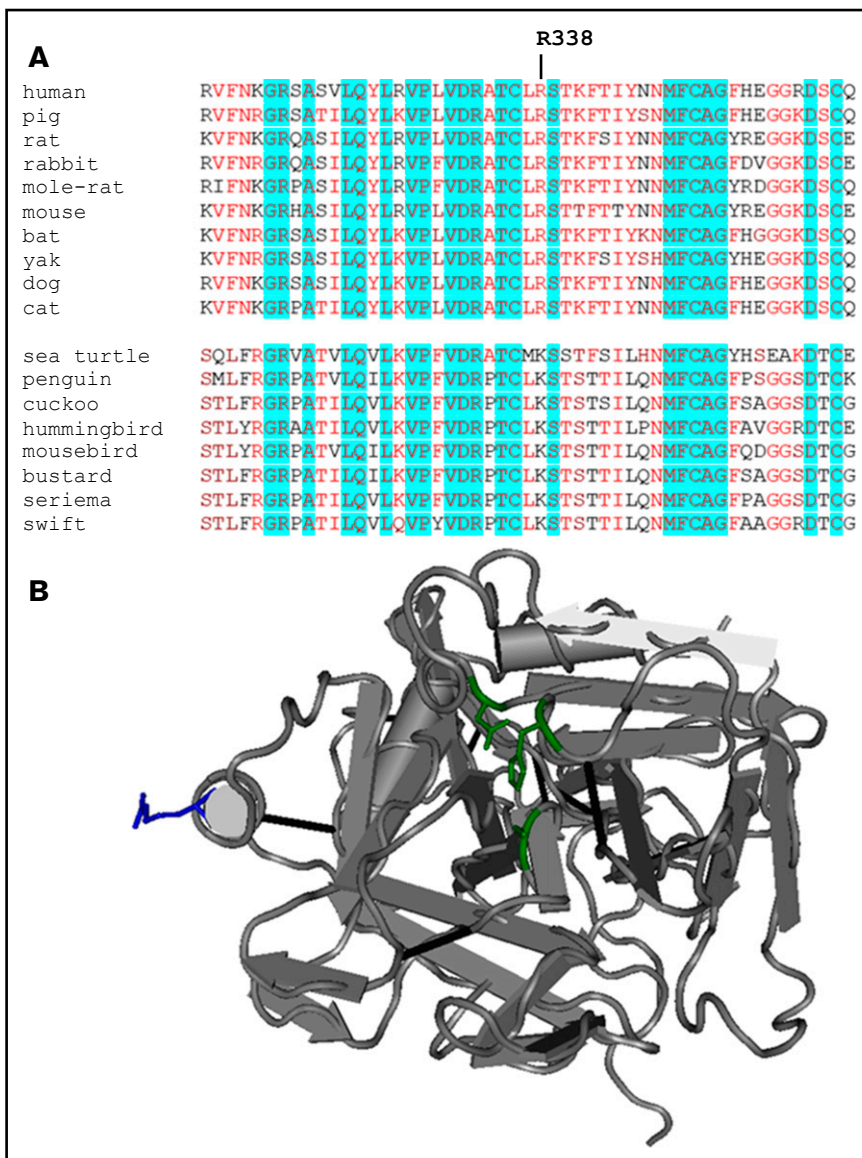 R338
A
human RVFNKGRSASVLQYLRVPLVDRATCLRSTKFTIYNNMFCAGFHEGGRDSCQ
pig RVFNKGRSATILQYLKVPLVDRATCLRSTKFTIYSNMFCAGFHEGGKDSCQ
rat KVFNKGRQASILQYLRVPLVDRATCLRSTKFSIYNNMFCAGYREGGKDSCE
rabbit RVFNRGRQASILQYLRVPFVDRATCLRSTKFTIYNNMFCAGFDVGGKDSCE
mole-rat RIFNKGRPASILQYLRVPFVDRATCLRSTKFTIYNNMFCAGYRDGGKDSCQ
mouse KVFNKGRHASILQYLRVPLVDRATCLRSTTFTTYNNMFCAGYREGGKDSCE
bat KVFNRGRSASILQYLKVPLVDRATCLRSTKFTIYKNMFCAGFHGGGKDSCQ
yak KVFNRGRSASILQYLKVPLVDRATCLRSTKFSIYSHMFCAGYHEGGKDSCQ
dog RVFNKGRSASILQYLKVPLVDRATCLRSTKFTIYNNMFCAGFHEGGKDSCQ
cat KVFNKGRPATILQYLKVPLVDRATCLRSTKFTIYNNMFCAGFHEGGKDSCQ
sea turtle SQLFRGRVATVLQVLKVPFVDRATCMKSSTFSILHNMFCAGYHSEAKDTCE
penguin SMLFRGRPATVLQILKVPFVDRPTCLKSTSTTILQNMFCAGFPSGGSDTCK
cuckoo STLFRGRPATILQVLKVPFVDRPTCLKSTSTSILQNMFCAGFSAGGSDTCG
hummingbird STLYRGRAATILQVLKVPFVDRPTCLKSTSTTILPNMFCAGFAVGGRDTCE
mousebird STLYRGRPATVLQILKVPFVDRPTCLKSTSTTILQNMFCAGFQDGGSDTCG
bustard STLFRGRPATILQILKVPFVDRPTCLKSTSTTILQNMFCAGFSAGGSDTCG
seriema STLFRGRPATILQVLKVPFVDRPTCLKSTSTTILQNMFCAGFPAGGSDTCG
swift STLFRGRPATILQVLQVPYVDRPTCLKSTSTTILQNMFCAGFAAGGRDTCG
B